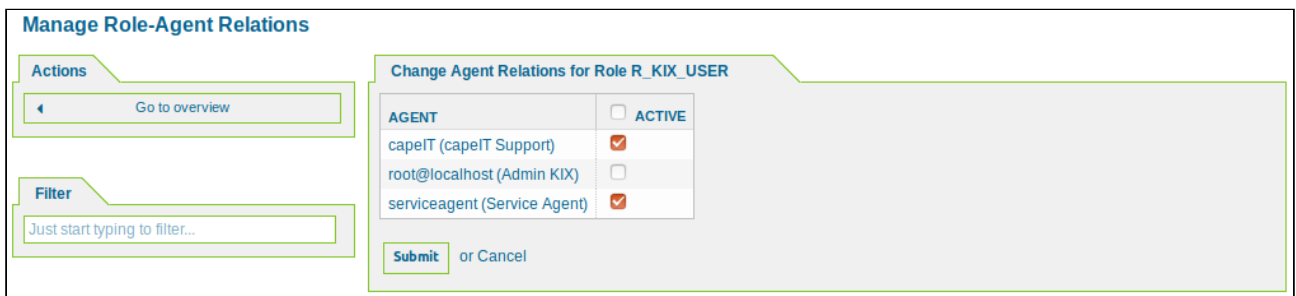 Manage Role-Agent Relations
Actions
Go to overview
Filter
Just start typing to filter...
Change Agent Relations for Role R_KIX_USER
AGENT ACTIVE
capeIT (capeIT Support)
root@localhost (Admin KIX)
serviceagent (Service Agent)
Submit or Cancel